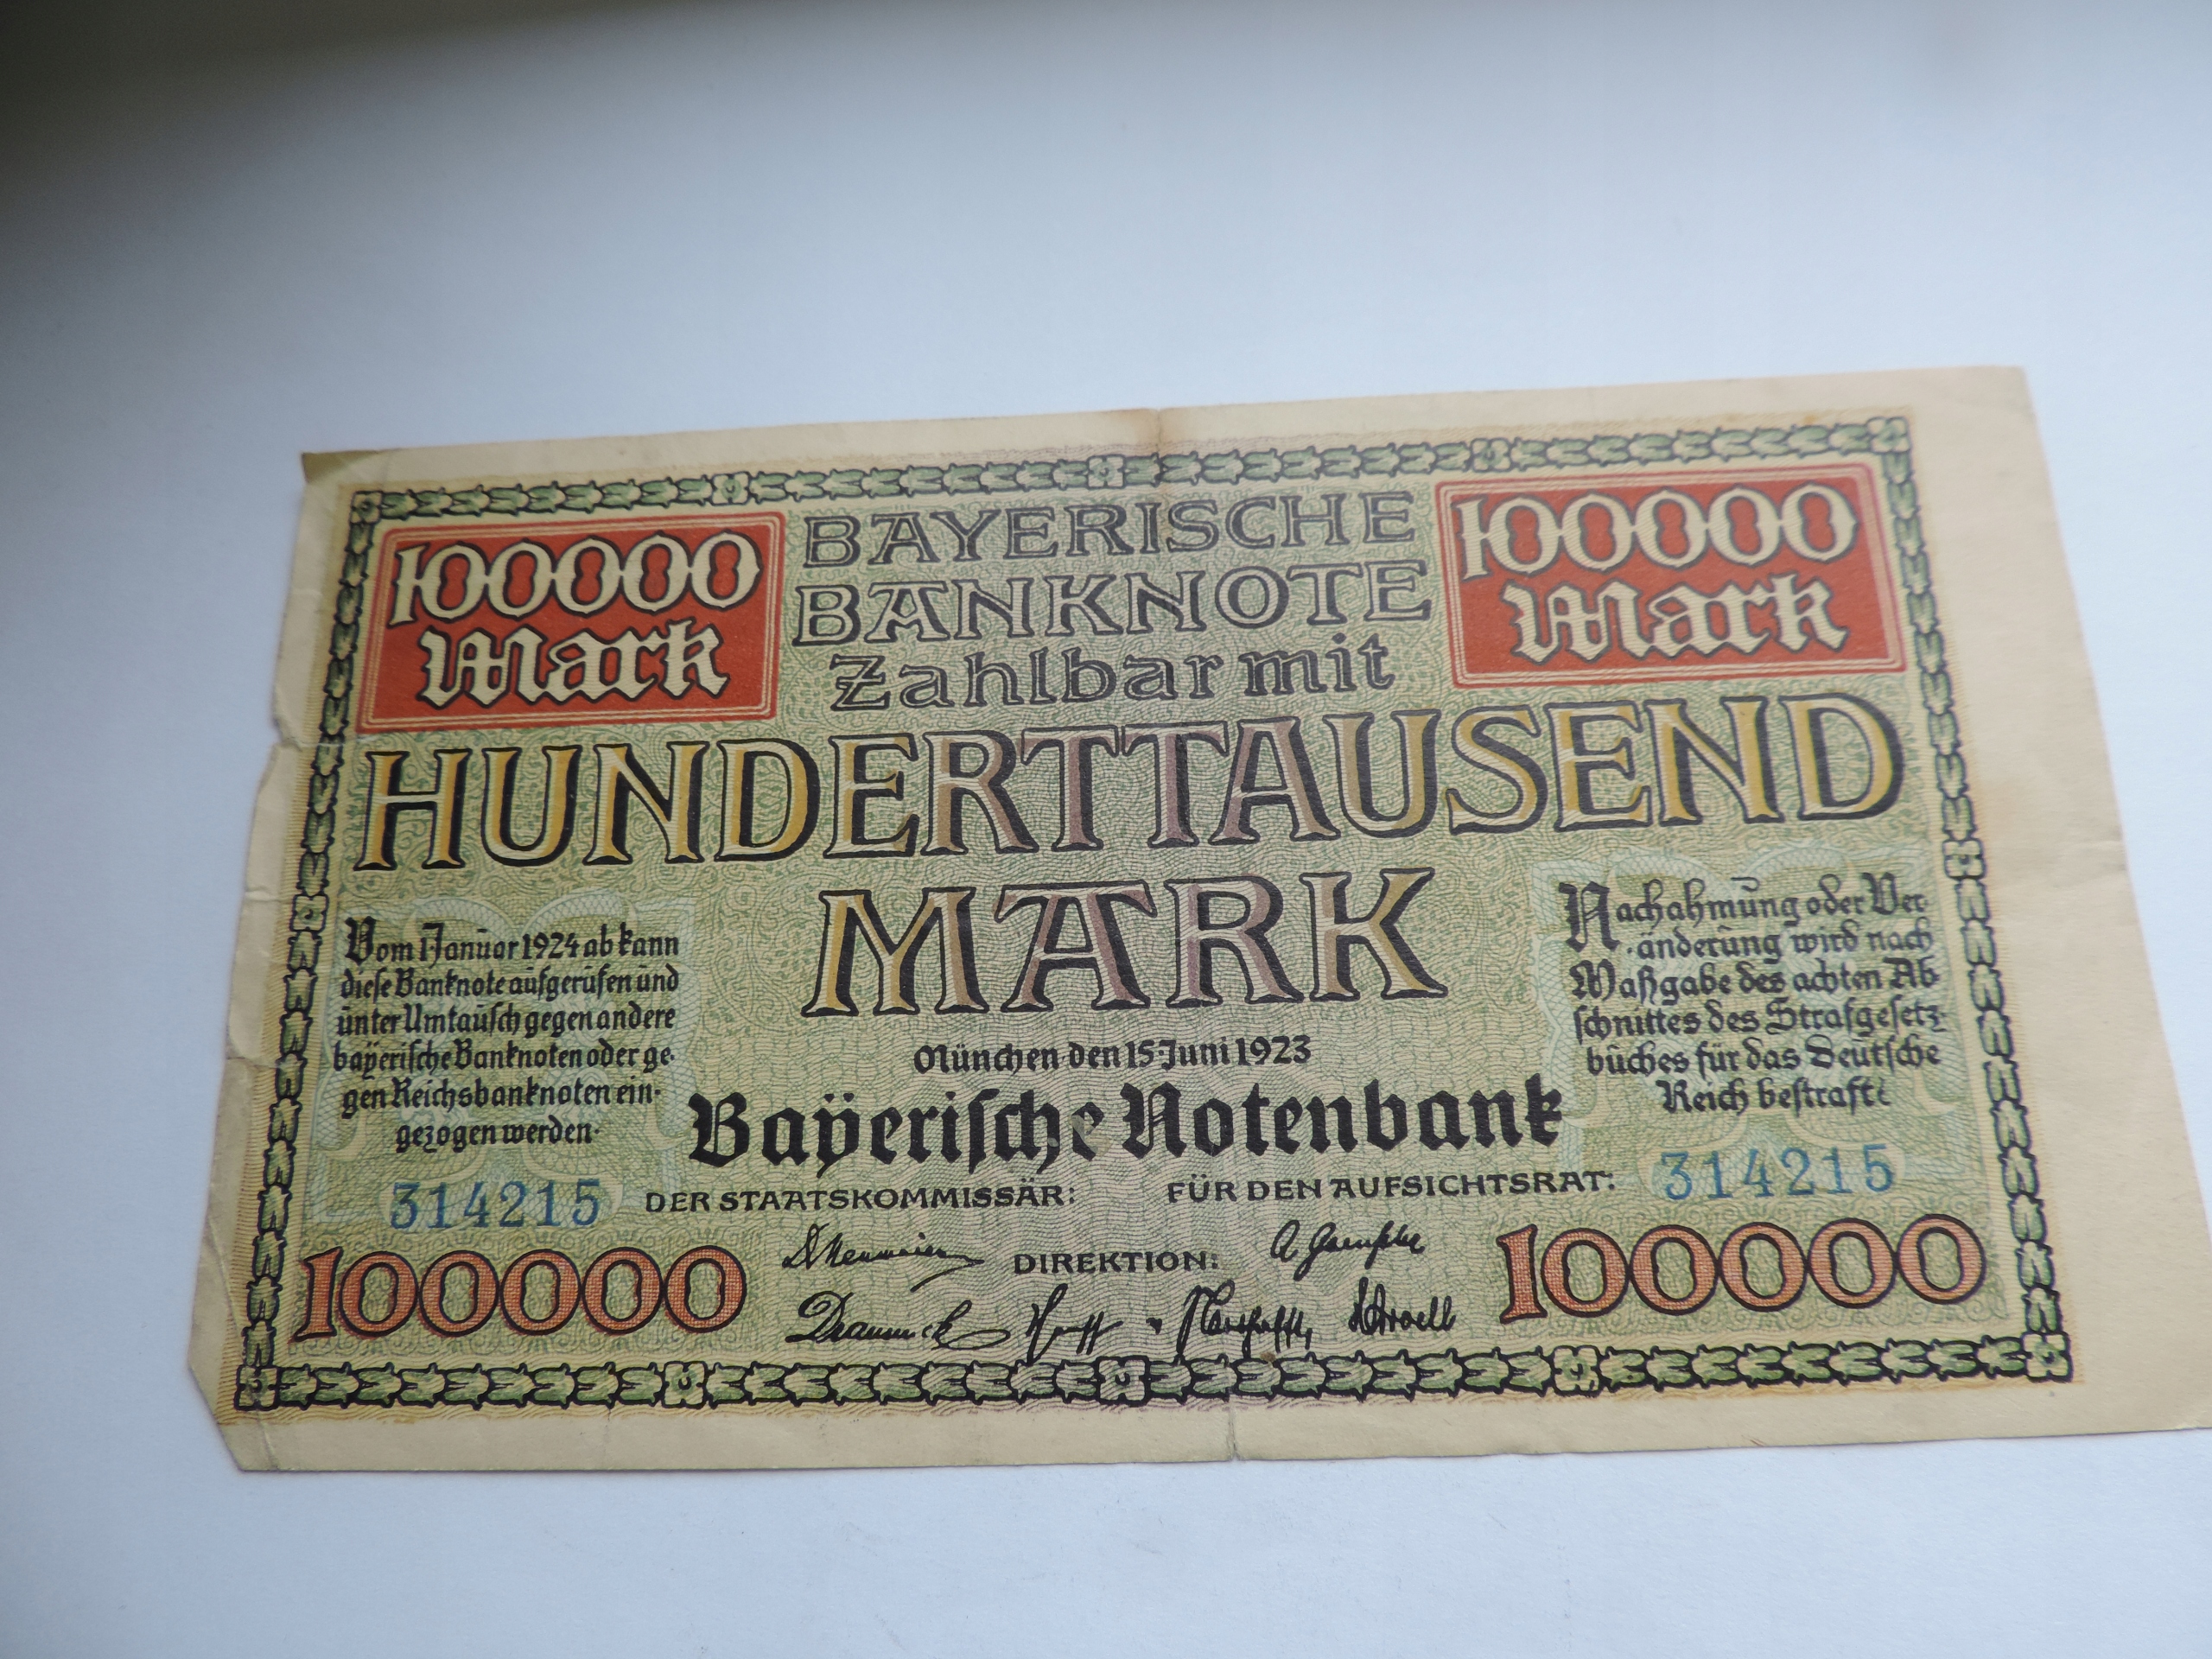 100000
Mark
BAYERISCHE
BANKNOTE
Zahlbar mit
100000
Mark
HUNDERTTAUSEND
MARK
Vom 1 Januar 1924 ab kann
diese Banknote aufgerufen und
unter Umtausch gegen andere
bayerische Banknoten oder ge-
gen Reichsbanknoten ein-
gezogen werden·
Nachahmung oder Ver-
änderung wird nach
Maßgabe des achten Ab-
schnittes des Strafgesetz-
buches für das Deutsche
Reich bestraft·
München·den 15·Juni 1923
Bayerische Notenbank
314215
DER STAATSKOMMISSÄR:
FÜR DEN AUFSICHTSRAT:
314215
100000
DIREKTION:
100000